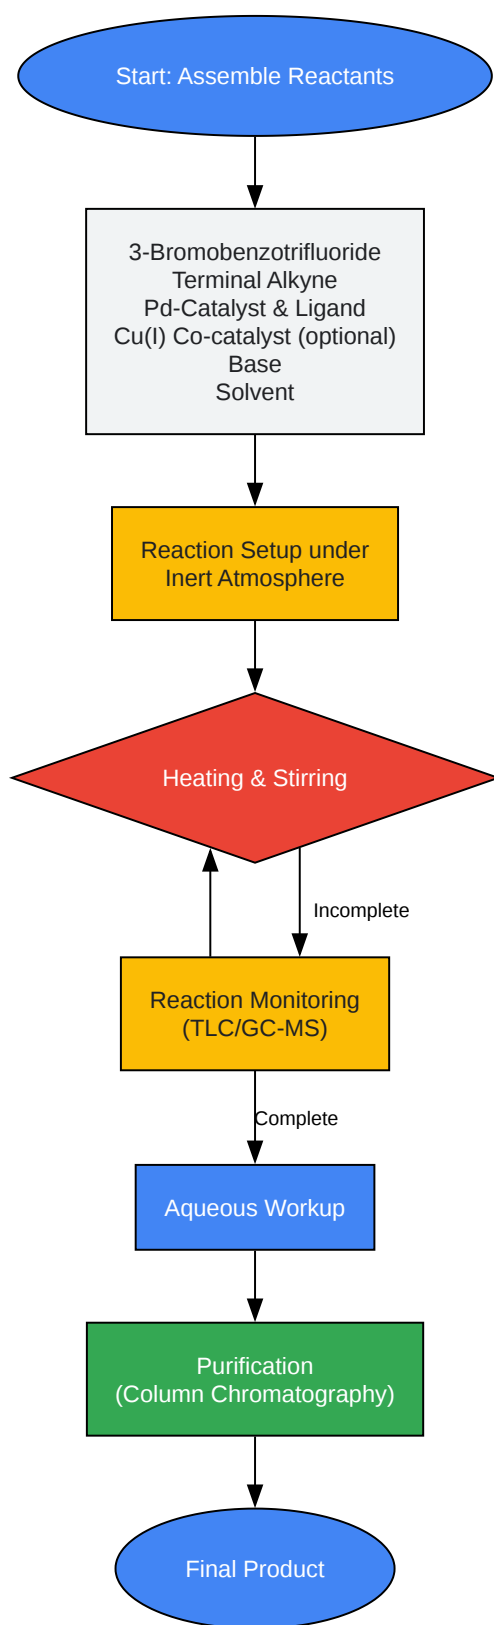 Start: Assemble Reactants
3-Bromobenzotrifluoride
Terminal Alkyne
Pd-Catalyst & Ligand
Cu(I) Co-catalyst (optional)
Base
Solvent
Reaction Setup under
Inert Atmosphere
Heating & Stirring
Incomplete
Reaction Monitoring
(TLC/GC-MS)
Complete
Aqueous Workup
Purification
(Column Chromatography)
Final Product